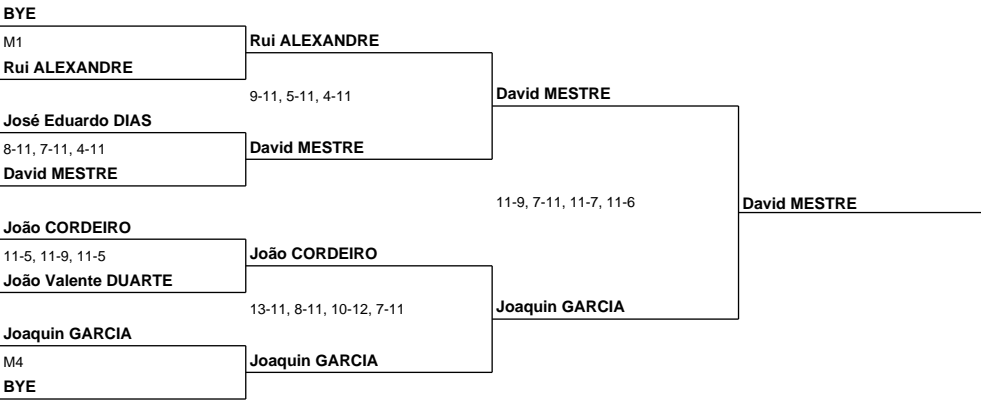 BYE
M1
Rui ALEXANDRE
Rui ALEXANDRE
9-11, 5-11, 4-11
José Eduardo DIAS
8-11, 7-11, 4-11
David MESTRE
David MESTRE
David MESTRE
11-9, 7-11, 11-7, 11-6
David MESTRE
João CORDEIRO
11-5, 11-9, 11-5
João Valente DUARTE
João CORDEIRO
13-11, 8-11, 10-12, 7-11
Joaquin GARCIA
Joaquin GARCIA
M4
BYE
Joaquin GARCIA